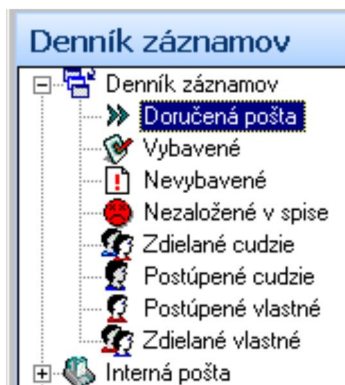 Denník záznamov
Denník záznamov
Doručená pošta
Vybavené
Nevybavené
Nezaložené v spise
Zdielané cudzie
Postúpené cudzie
Postúpené vlastné
Zdielané vlastné
Interná pošta